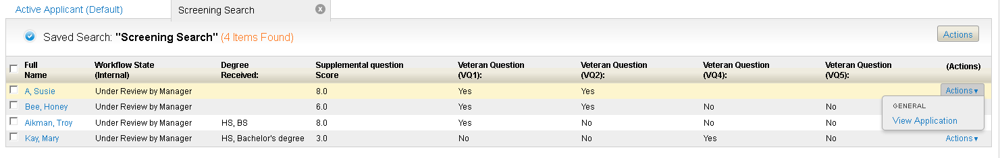 Active Applicant (Default)
Screening Search
Saved Search: "Screening Search" (4 Items Found)
Actions
Full Name Workflow State (Internal) Degree Received: Supplemental question Score Veteran Question (VQ1): Veteran Question (VQ2): Veteran Question (VQ4): Veteran Question (VQ5): (Actions)
A, Susie Under Review by Manager 8.0 Yes Yes Actions
Bee, Honey Under Review by Manager 6.0 Yes Yes No No
GENERAL
View Application
Aikman, Troy Under Review by Manager HS, BS 8.0 Yes No No No
Kay, Mary Under Review by Manager HS, Bachelor's degree 3.0 No No Yes No Actions